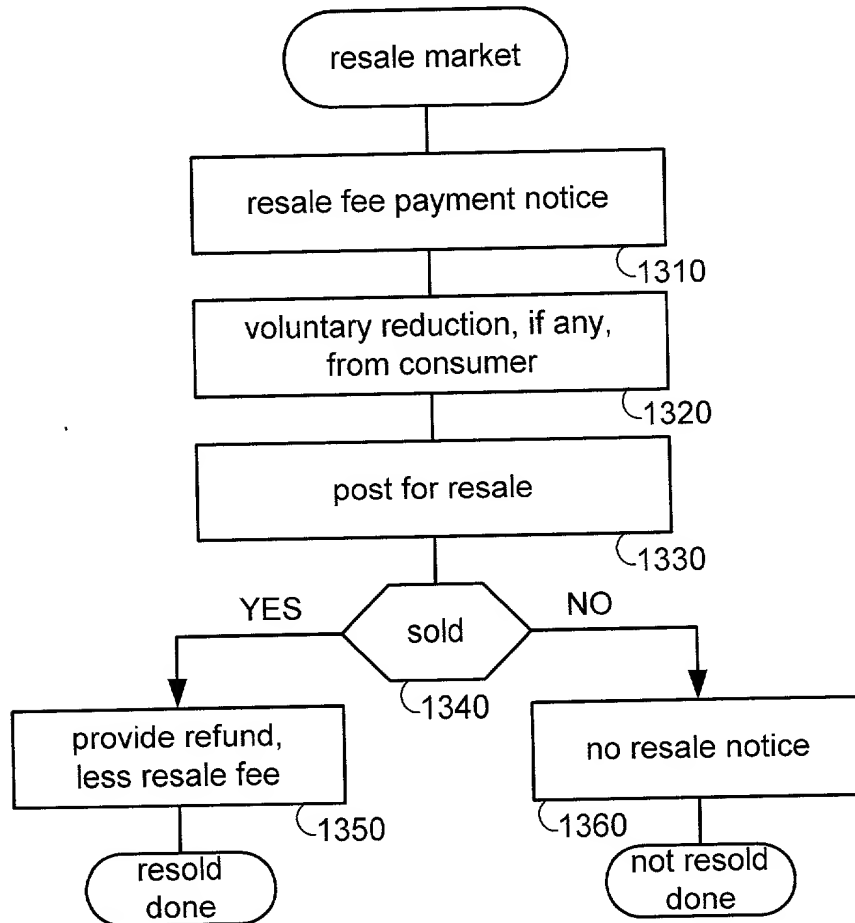 resale market
resale fee payment notice
1310
voluntary reduction, if any,
from consumer
1320
post for resale
1330
YES
NO
sold
1340
provide refund,
less resale fee
1350
no resale notice
1360
resold
done
not resold
done